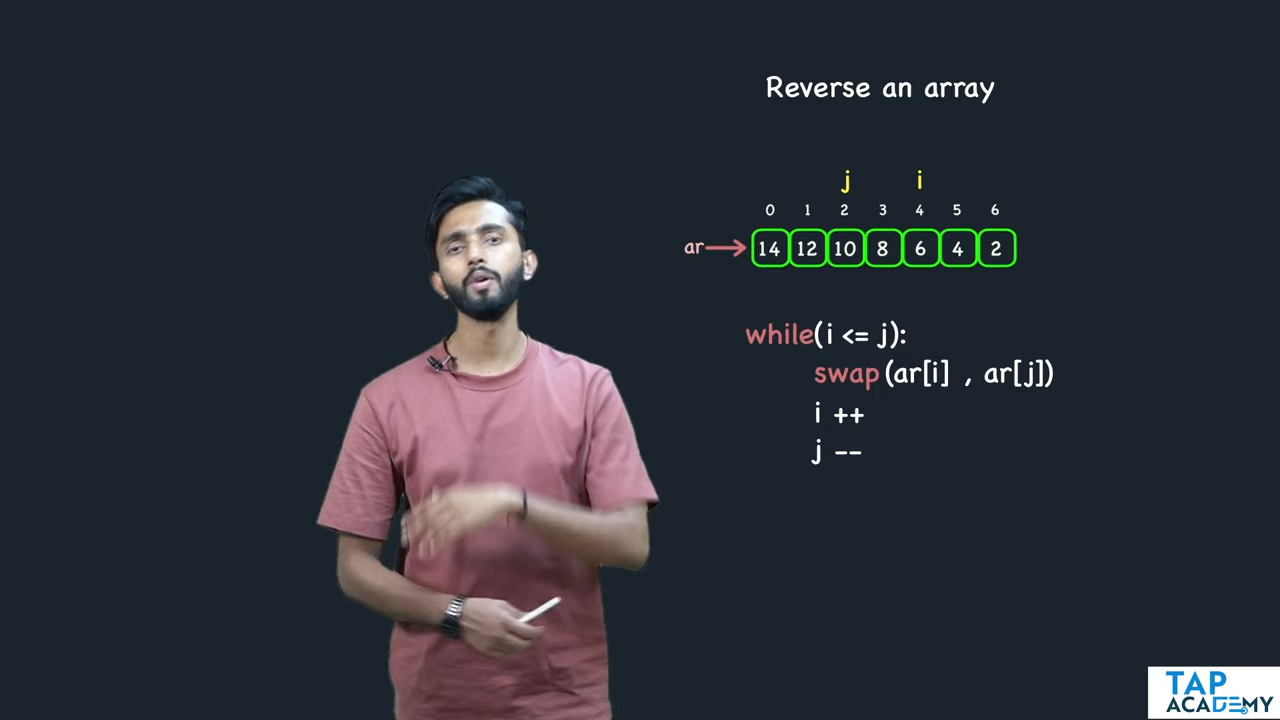 Reverse an array
j i
0 1 2 3 4 5 6
ar 14 12 10 8 6 4 2
while(i <= j):
swap(ar[i] , ar[j])
i ++
j --
TAP
ACADEMY